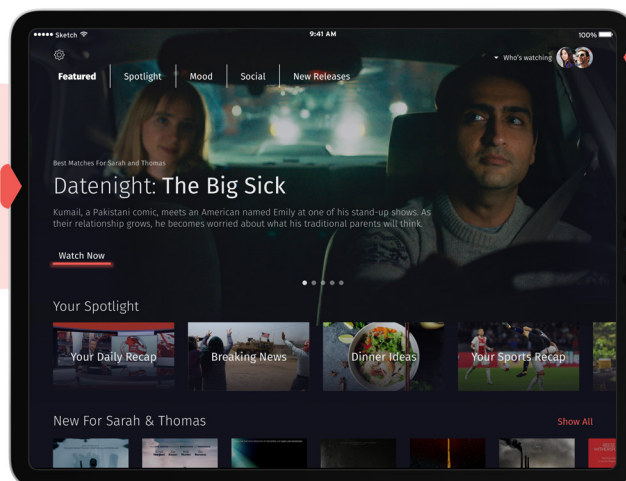 Sketch
9:41 AM
100%
Who's watching
Featured
Spotlight
Mood
Social
New Releases
Best Matches For Sarah and Thomas
Datenight: The Big Sick
Kumail, a Pakistani comic, meets an American named Emily at one of his stand-up shows. As
their relationship grows, he becomes worried about what his traditional parents will think.
Watch Now
Your Spotlight
Your Daily Recap
Breaking News
Dinner Ideas
Your Sports Recap
New For Sarah & Thomas
Show All